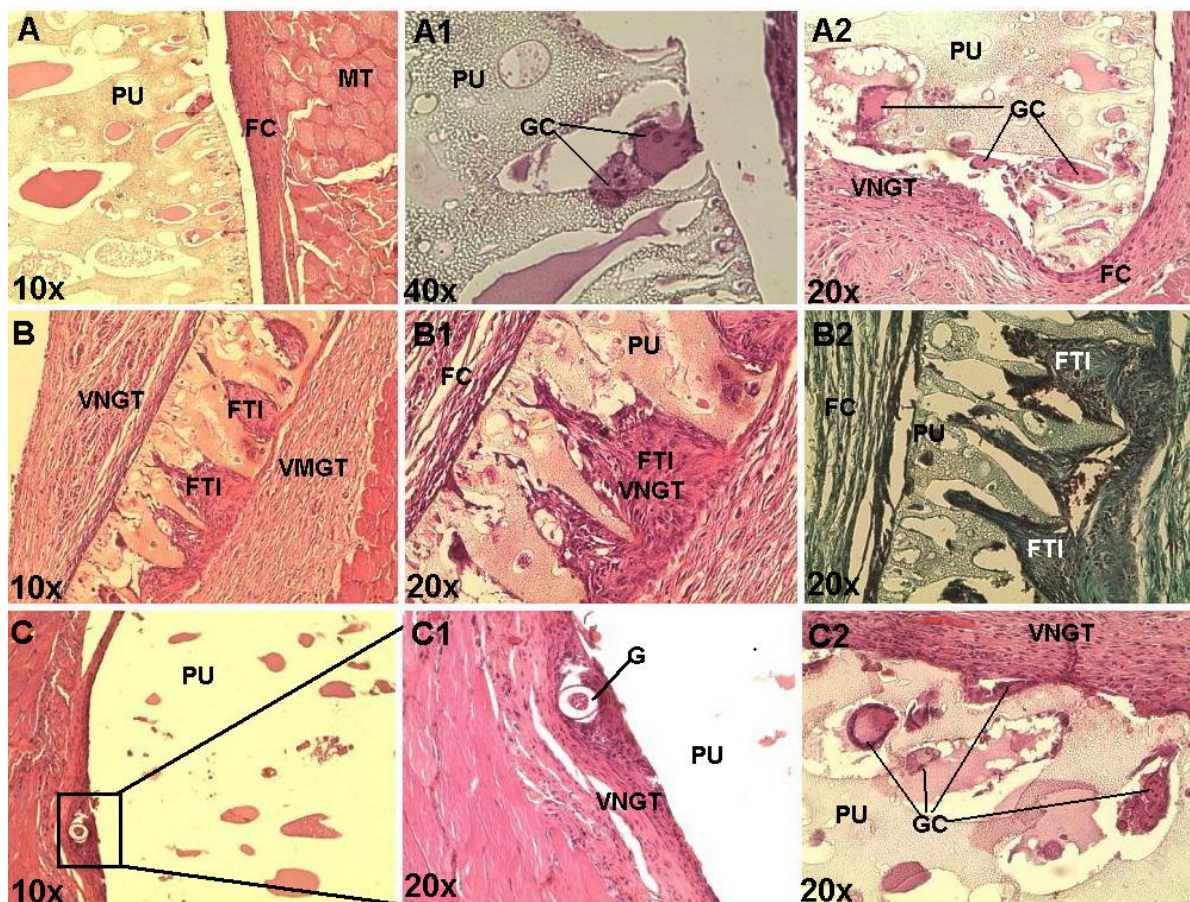 A
PU
FC
MT
10x
A1
PU
GC
40x
A2
PU
GC
VNGT
FC
20x
B
VNGT
FTI
VMGT
FTI
10x
B1
PU
FC
FTI
VNGT
20x
B2
FTI
FC
PU
FTI
20x
C
PU
10x
C1
G
PU
VNGT
20x
C2
VNGT
PU
GC
20x